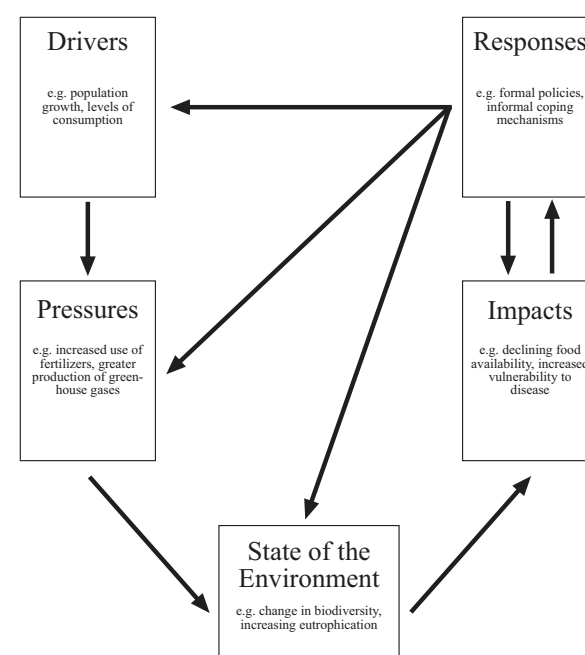 Drivers
e.g. population
growth, levels of
consumption
Responses
e.g. formal policies,
informal coping
mechanisms
Pressures
e.g. increased use of
fertilizers, greater
production of green-
house gases
Impacts
e.g. declining food
availability, increased
vulnerability to
disease
State of the
Environment
e.g. change in biodiversity,
increasing eutrophication